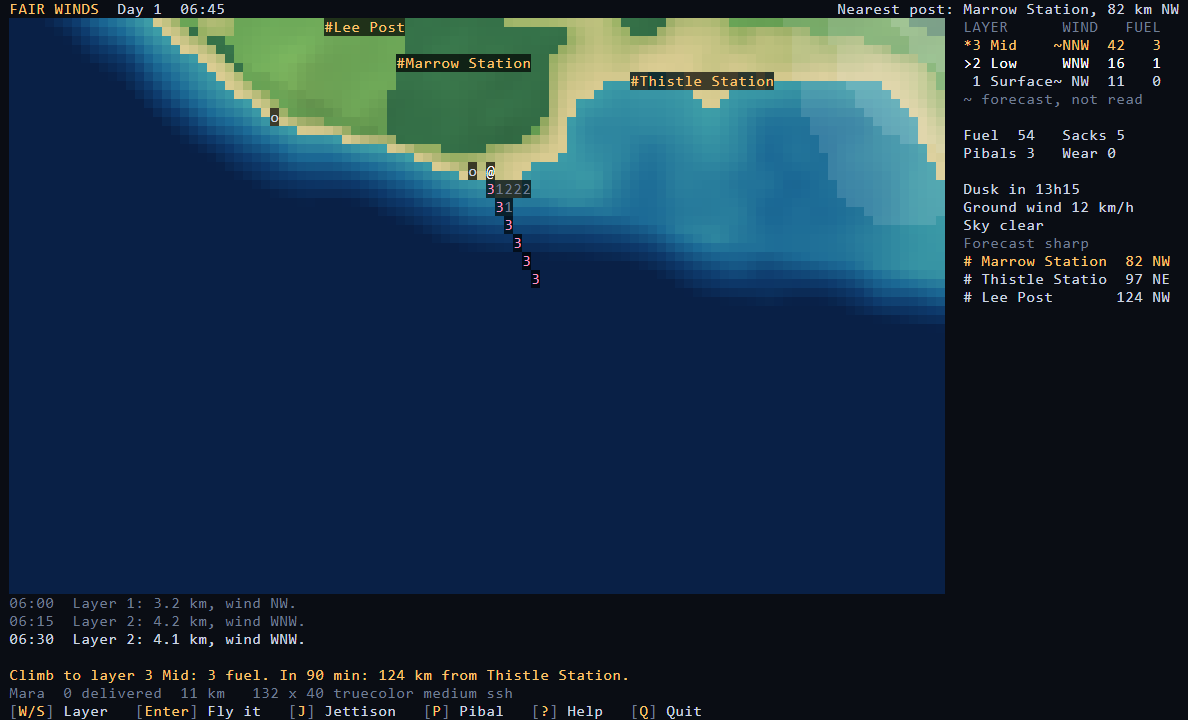 FAIR WINDS  Day 1  06:45
Nearest post: Marrow Station, 82 km NW
#Lee Post
#Marrow Station
#Thistle Station
o
o @
31222
31
3
3
3
3
LAYER      WIND  FUEL
*3 Mid    ~NNW  42   3
>2 Low     WNW  16   1
1 Surface~ NW  11   0
~ forecast, not read
Fuel  54   Sacks 5
Pibals 3   Wear 0
Dusk in 13h15
Ground wind 12 km/h
Sky clear
Forecast sharp
# Marrow Station  82 NW
# Thistle Statio  97 NE
# Lee Post       124 NW
06:00  Layer 1: 3.2 km, wind NW.
06:15  Layer 2: 4.2 km, wind WNW.
06:30  Layer 2: 4.1 km, wind WNW.
Climb to layer 3 Mid: 3 fuel. In 90 min: 124 km from Thistle Station.
Mara  0 delivered  11 km   132 x 40 truecolor medium ssh
[W/S] Layer   [Enter] Fly it   [J] Jettison   [P] Pibal   [?] Help   [Q] Quit